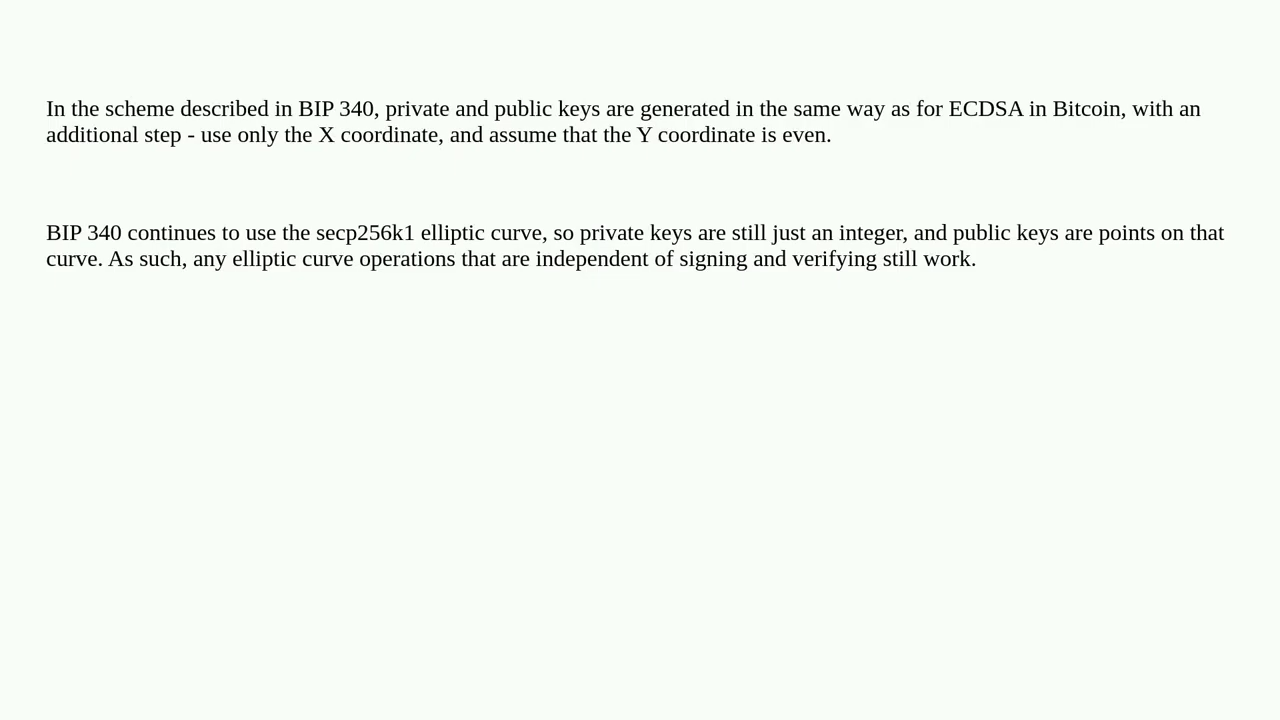 In the scheme described in BIP 340, private and public keys are generated in the same way as for ECDSA in Bitcoin, with an
additional step - use only the X coordinate, and assume that the Y coordinate is even.
BIP 340 continues to use the secp256k1 elliptic curve, so private keys are still just an integer, and public keys are points on that
curve. As such, any elliptic curve operations that are independent of signing and verifying still work.